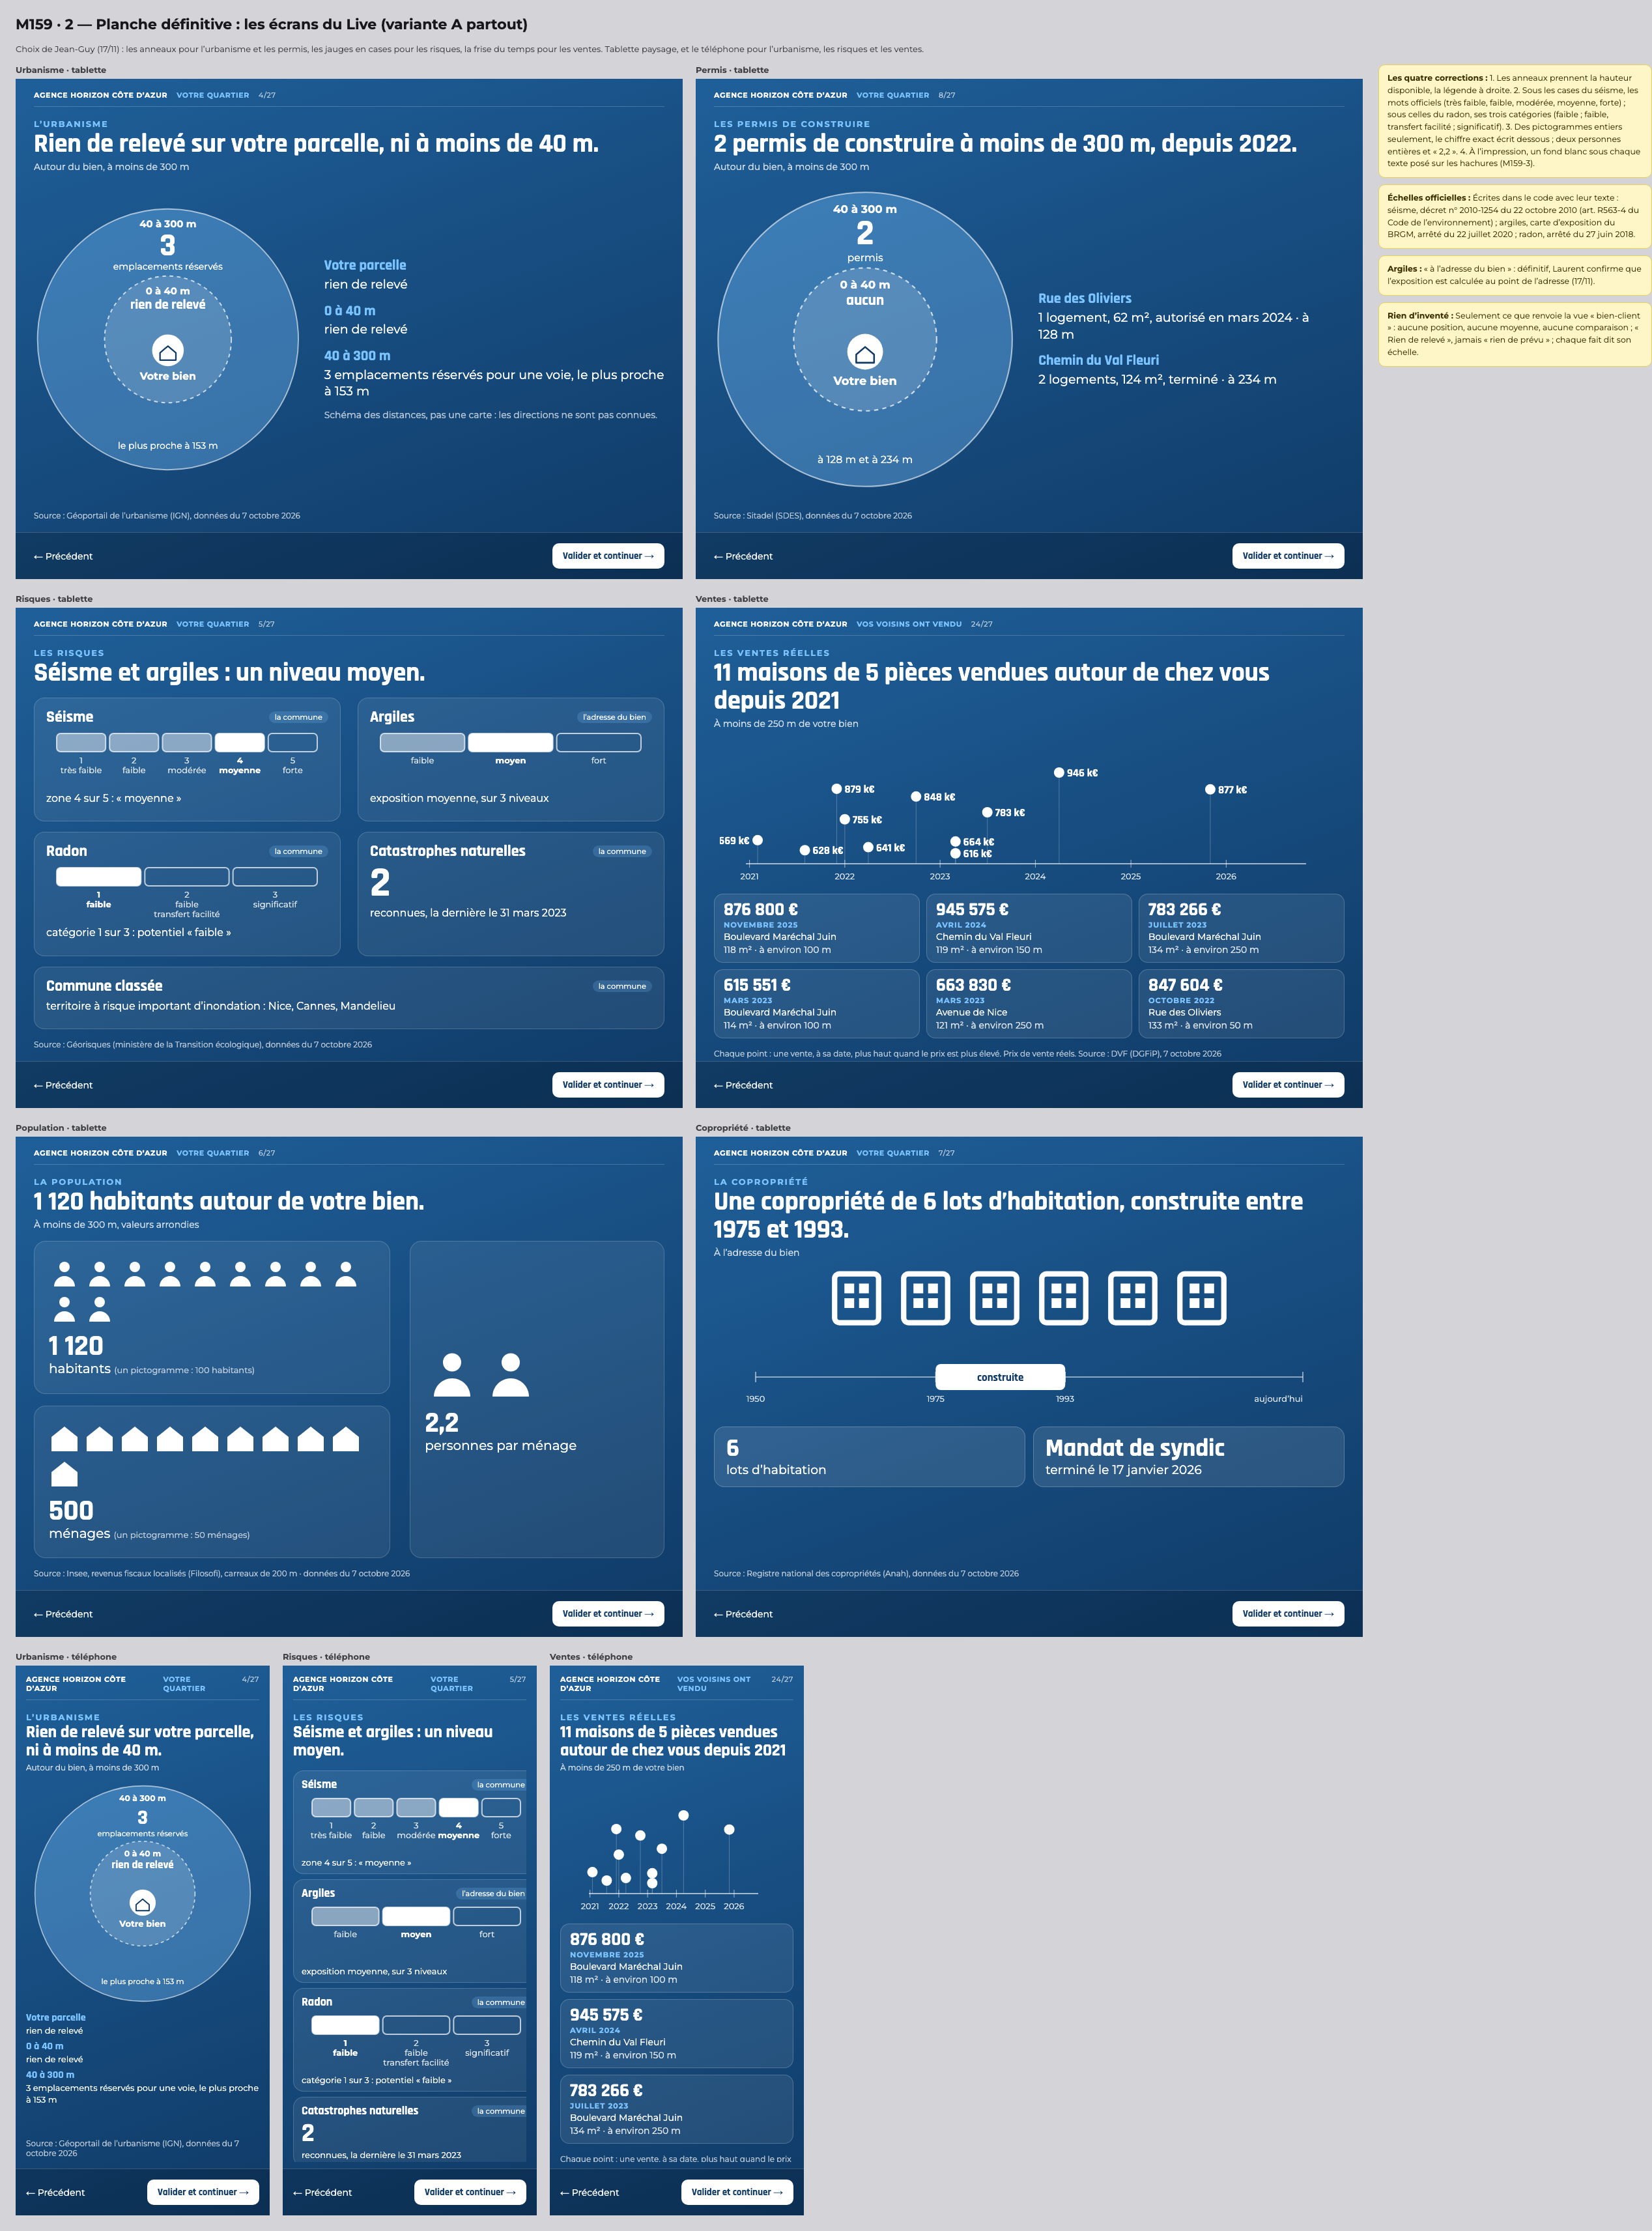 M159 · 2 — Planche définitive : les écrans du Live (variante A partout)
Choix de Jean-Guy (17/11) : les anneaux pour l'urbanisme et les permis, les jauges en cases pour les risques, la frise du temps pour les ventes. Tablette paysage, et le téléphone pour l'urbanisme, les risques et les ventes.
Urbanisme · tablette
AGENCE HORIZON CÔTE D'AZUR VOTRE QUARTIER 4/27
L'URBANISME
Rien de relevé sur votre parcelle, ni à moins de 40 m.
Autour du bien, à moins de 300 m
40 à 300 m
3
emplacements réservés
0 à 40 m
rien de relevé
Votre bien
le plus proche à 153 m
Votre parcelle
rien de relevé
0 à 40 m
rien de relevé
40 à 300 m
3 emplacements réservés pour une voie, le plus proche
à 153 m
Schéma des distances, pas une carte : les directions ne sont pas connues.
Source : Géoportail de l'urbanisme (IGN), données du 7 octobre 2026
← Précédent
Valider et continuer →
Permis · tablette
AGENCE HORIZON CÔTE D'AZUR VOTRE QUARTIER 8/27
LES PERMIS DE CONSTRUIRE
2 permis de construire à moins de 300 m, depuis 2022.
Autour du bien, à moins de 300 m
40 à 300 m
2
permis
0 à 40 m
aucun
Votre bien
à 128 m et à 234 m
Rue des Oliviers
1 logement, 62 m², autorisé en mars 2024 · à
128 m
Chemin du Val Fleuri
2 logements, 124 m², terminé · à 234 m
Source : Sitadel (SDES), données du 7 octobre 2026
← Précédent
Valider et continuer →
Les quatre corrections : 1. Les anneaux prennent la hauteur
disponible, la légende à droite. 2. Sous les cases du séisme, les
mots officiels (très faible, faible, modérée, moyenne, forte) ;
sous celles du radon, ses trois catégories (faible ; faible,
transfert facilité ; significatif). 3. Des pictogrammes entiers
seulement, le chiffre exact écrit dessous ; deux personnes
entières et « 2,2 ». 4. À l'impression, un fond blanc sous chaque
texte posé sur les hachures (M159-3).
Échelles officielles : Écrites dans le code avec leur texte :
séisme, décret n° 2010-1254 du 22 octobre 2010 (art. R563-4 du
Code de l'environnement) ; argiles, carte d'exposition du
BRGM, arrêté du 22 juillet 2020 ; radon, arrêté du 27 juin 2018.
Argiles : « à l'adresse du bien » : définitif, Laurent confirme que
l'exposition est calculée au point de l'adresse (17/11).
Rien d'inventé : Seulement ce que renvoie la vue « bien-client
» : aucune position, aucune moyenne, aucune comparaison ; «
Rien de relevé », jamais « rien de prévu » ; chaque fait dit son
échelle.
Risques · tablette
AGENCE HORIZON CÔTE D'AZUR VOTRE QUARTIER 5/27
LES RISQUES
Séisme et argiles : un niveau moyen.
Séisme
la commune
1 2 3 4 5
très faible faible modérée moyenne forte
zone 4 sur 5 : « moyenne »
Argiles
l'adresse du bien
faible moyen fort
exposition moyenne, sur 3 niveaux
Radon
la commune
1 2 3
faible faible significatif
transfert facilité
catégorie 1 sur 3 : potentiel « faible »
Catastrophes naturelles
la commune
2
reconnues, la dernière le 31 mars 2023
Commune classée
la commune
territoire à risque important d'inondation : Nice, Cannes, Mandelieu
Source : Géorisques (ministère de la Transition écologique), données du 7 octobre 2026
← Précédent
Valider et continuer →
Ventes · tablette
AGENCE HORIZON CÔTE D'AZUR VOS VOISINS ONT VENDU 24/27
LES VENTES RÉELLES
11 maisons de 5 pièces vendues autour de chez vous
depuis 2021
À moins de 250 m de votre bien
946 k€
879 k€
877 k€
848 k€
783 k€
755 k€
569 k€
664 k€
641 k€
628 k€
616 k€
2021 2022 2023 2024 2025 2026
876 800 €
NOVEMBRE 2025
Boulevard Maréchal Juin
118 m² · à environ 100 m
945 575 €
AVRIL 2024
Chemin du Val Fleuri
119 m² · à environ 150 m
783 266 €
JUILLET 2023
Boulevard Maréchal Juin
134 m² · à environ 250 m
615 551 €
MARS 2023
Boulevard Maréchal Juin
114 m² · à environ 100 m
663 830 €
MARS 2023
Avenue de Nice
121 m² · à environ 250 m
847 604 €
OCTOBRE 2022
Rue des Oliviers
133 m² · à environ 50 m
Chaque point : une vente, à sa date, plus haut quand le prix est plus élevé. Prix de vente réels. Source : DVF (DGFiP), 7 octobre 2026
← Précédent
Valider et continuer →
Population · tablette
AGENCE HORIZON CÔTE D'AZUR VOTRE QUARTIER 6/27
LA POPULATION
1 120 habitants autour de votre bien.
À moins de 300 m, valeurs arrondies
1 120
habitants (un pictogramme : 100 habitants)
500
ménages (un pictogramme : 50 ménages)
2,2
personnes par ménage
Source : Insee, revenus fiscaux localisés (Filosofi), carreaux de 200 m · données du 7 octobre 2026
← Précédent
Valider et continuer →
Copropriété · tablette
AGENCE HORIZON CÔTE D'AZUR VOTRE QUARTIER 7/27
LA COPROPRIÉTÉ
Une copropriété de 6 lots d'habitation, construite entre
1975 et 1993.
À l'adresse du bien
construite
1950 1975 1993 aujourd'hui
6
lots d'habitation
Mandat de syndic
terminé le 17 janvier 2026
Source : Registre national des copropriétés (Anah), données du 7 octobre 2026
← Précédent
Valider et continuer →
Urbanisme · téléphone
AGENCE HORIZON CÔTE
D'AZUR
VOTRE
QUARTIER
4/27
L'URBANISME
Rien de relevé sur votre parcelle,
ni à moins de 40 m.
Autour du bien, à moins de 300 m
40 à 300 m
3
emplacements réservés
0 à 40 m
rien de relevé
Votre bien
le plus proche à 153 m
Votre parcelle
rien de relevé
0 à 40 m
rien de relevé
40 à 300 m
3 emplacements réservés pour une voie, le plus proche
à 153 m
Source : Géoportail de l'urbanisme (IGN), données du 7
octobre 2026
← Précédent
Valider et continuer →
Risques · téléphone
AGENCE HORIZON CÔTE
D'AZUR
VOTRE
QUARTIER
5/27
LES RISQUES
Séisme et argiles : un niveau
moyen.
Séisme
la commune
1 2 3 4 5
très faible faible modérée moyenne forte
zone 4 sur 5 : « moyenne »
Argiles
l'adresse du bien
faible moyen fort
exposition moyenne, sur 3 niveaux
Radon
la commune
1 2 3
faible faible significatif
transfert facilité
catégorie 1 sur 3 : potentiel « faible »
Catastrophes naturelles
la commune
2
reconnues, la dernière le 31 mars 2023
← Précédent
Valider et continuer →
Ventes · téléphone
AGENCE HORIZON CÔTE
D'AZUR
VOS VOISINS ONT
VENDU
24/27
LES VENTES RÉELLES
11 maisons de 5 pièces vendues
autour de chez vous depuis 2021
À moins de 250 m de votre bien
2021 2022 2023 2024 2025 2026
876 800 €
NOVEMBRE 2025
Boulevard Maréchal Juin
118 m² · à environ 100 m
945 575 €
AVRIL 2024
Chemin du Val Fleuri
119 m² · à environ 150 m
783 266 €
JUILLET 2023
Boulevard Maréchal Juin
134 m² · à environ 250 m
Chaque point : une vente, à sa date, plus haut quand le prix
← Précédent
Valider et continuer →